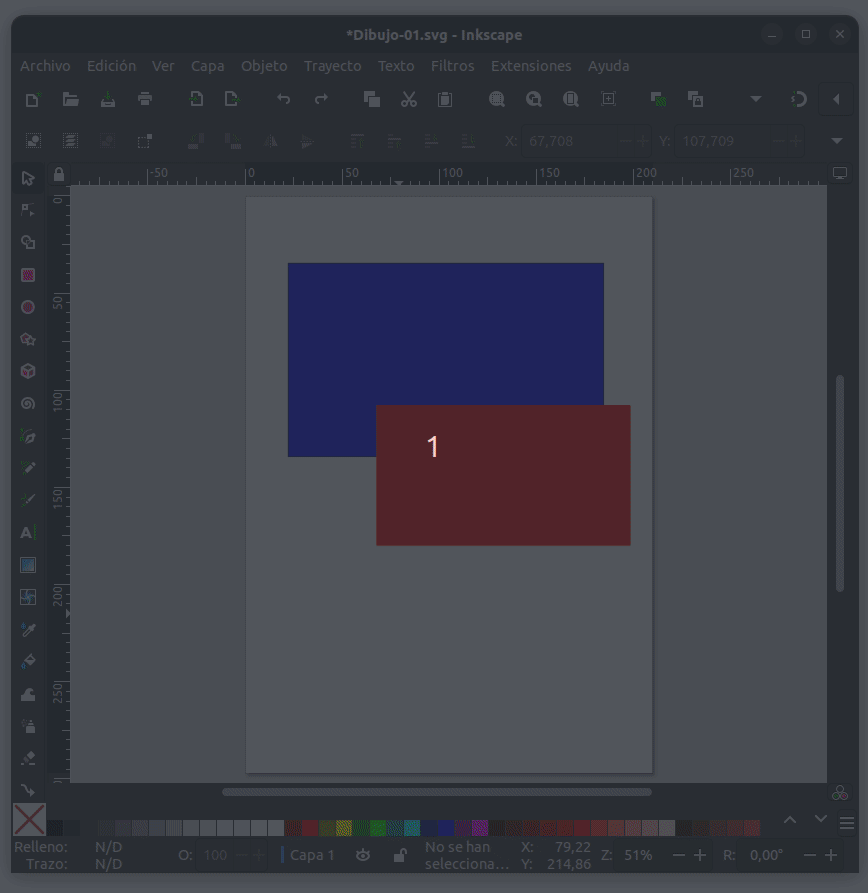 *Dibujo-01.svg - Inkscape
Archivo Edición Ver Capa Objeto Trayecto Texto Filtros Extensiones Ayuda
X: 67,708 Y: 107,709
-50 0 50 100 150 200 250
0
50
100
150
200
250
1
Relleno: N/D
Trazo: N/D
O: 100
Capa 1
No se han
selecciona...
X: 79,22
Y: 214,86
Z: 51%
R: 0,00°